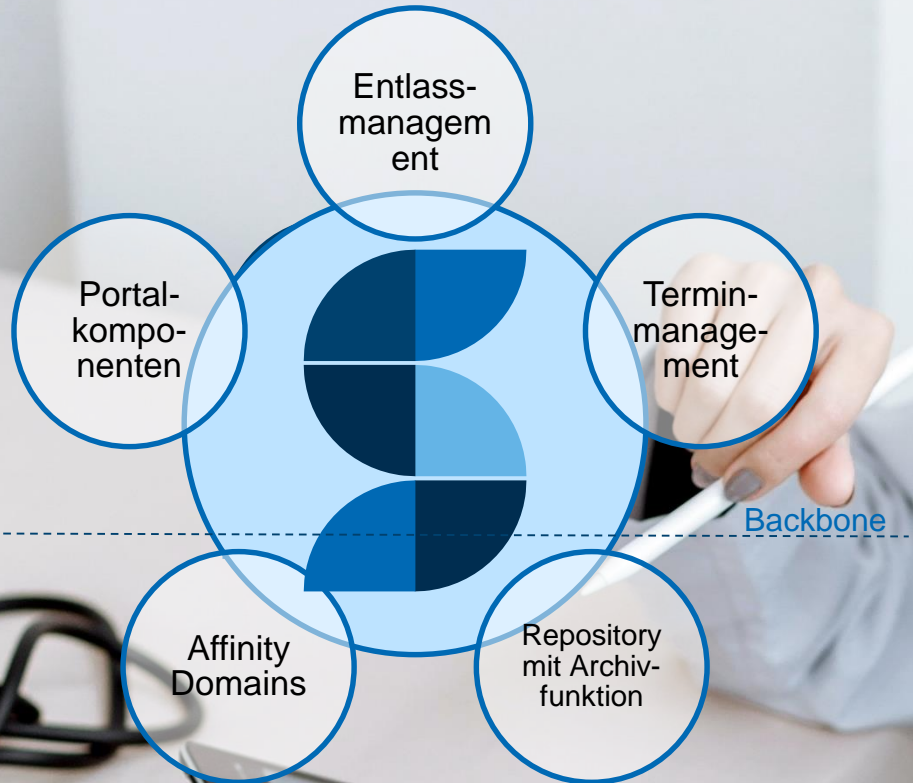 Entlass-
managem
ent
Portal-
kompo-
nenten
Termin-
manage-
ment
Backbone
Affinity
Domains
Repository
mit Archiv-
funktion